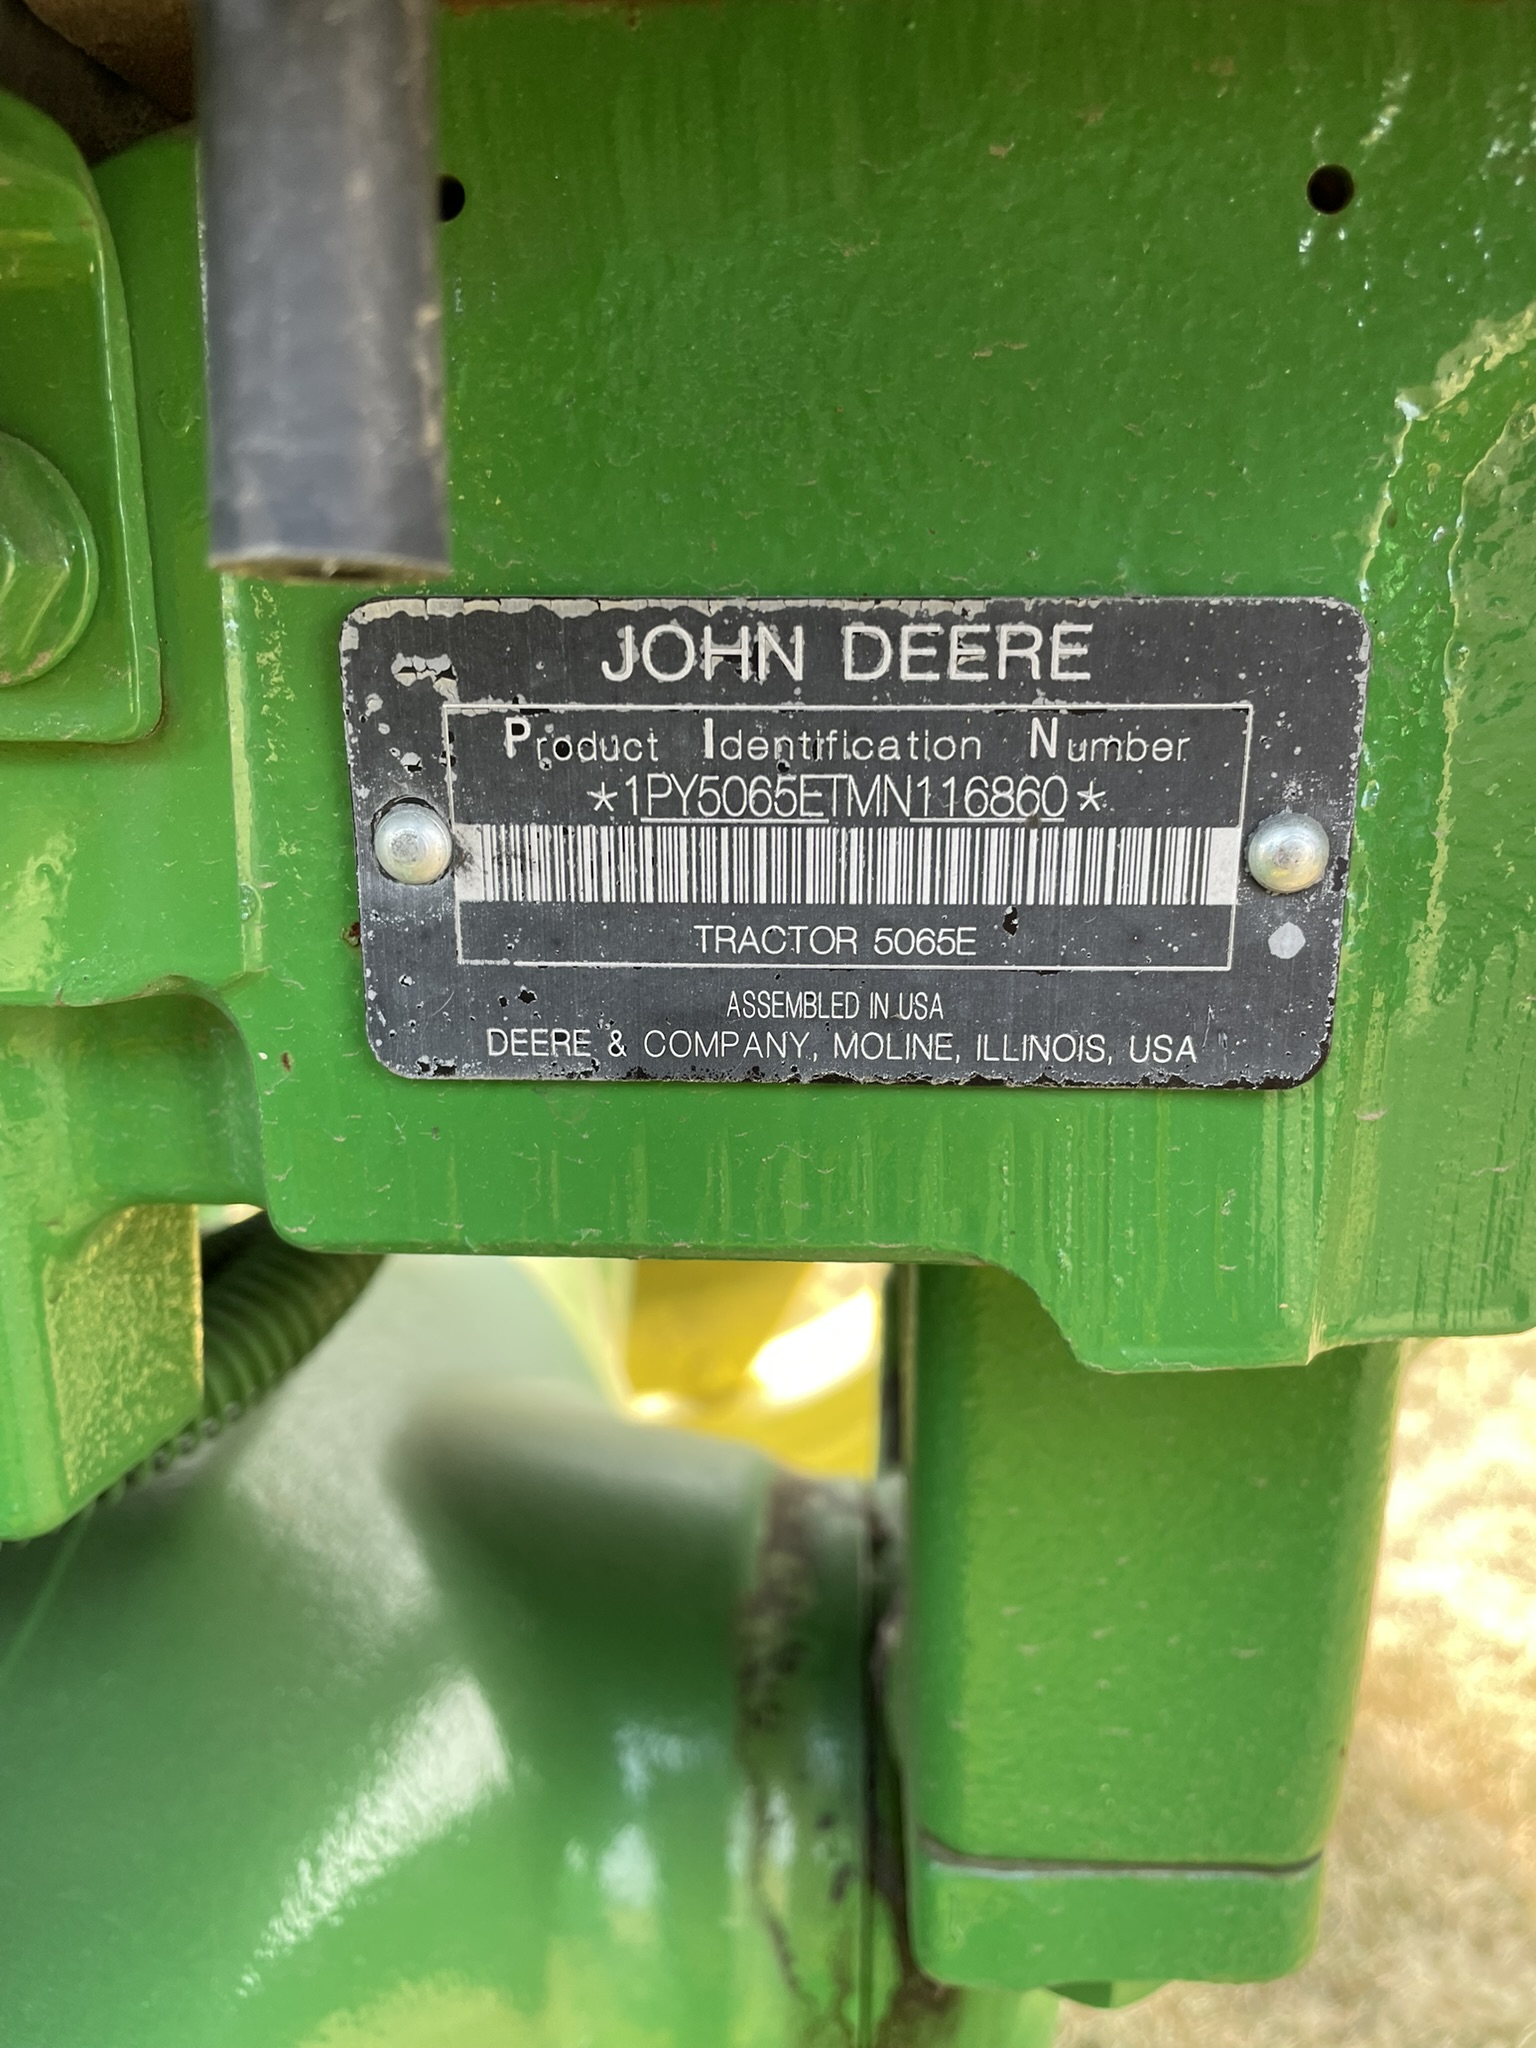 JOHN DEERE
Product Identification Number
*1PY5065ETMN116860*
TRACTOR 5065E
ASSEMBLED IN USA
DEERE & COMPANY, MOLINE, ILLINOIS, USA